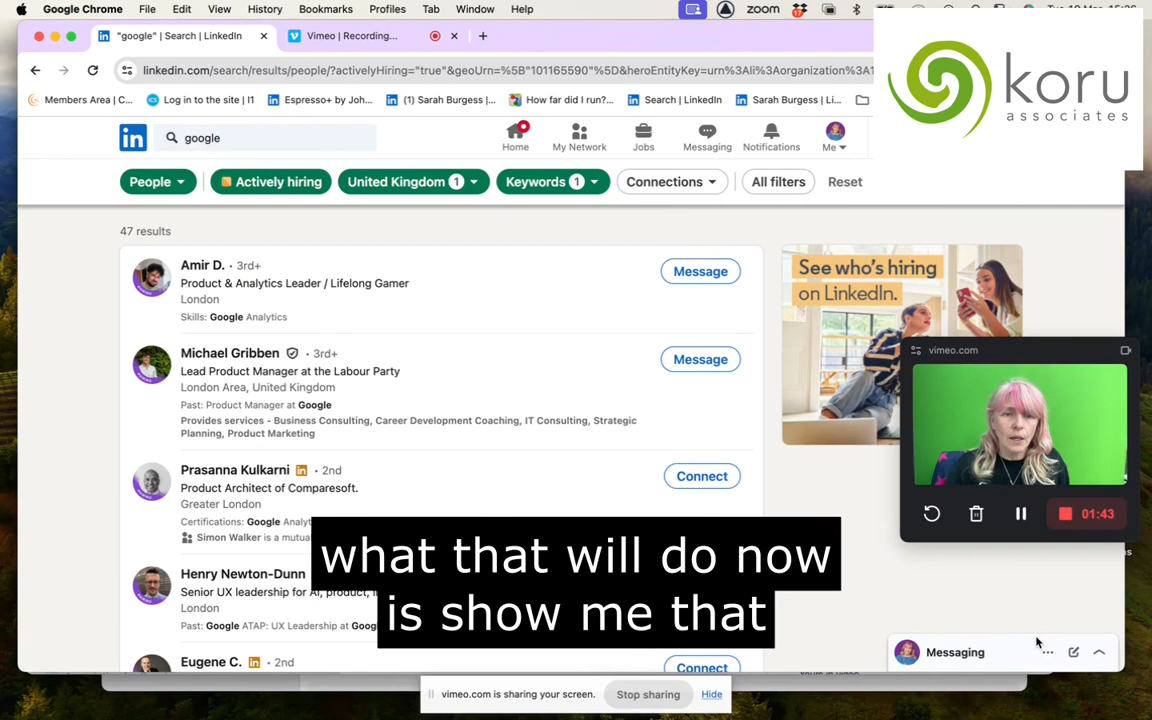 Google Chrome File Edit View History Bookmarks Profiles Tab Window Help
zoom
"google" | Search | LinkedIn
Vimeo | Recording...
linkedin.com/search/results/people/?activelyHiring="true"&geoUrn=%5B"101165590"%5D&heroEntityKey=urn%3Ali%3Aorganization%3A1
koru
associates
Members Area | C...
Log in to the site | I1
Espresso+ by Joh...
(1) Sarah Burgess |...
How far did I run?...
Search | LinkedIn
Sarah Burgess | Li...
in
google
Home
My Network
Jobs
Messaging
Notifications
Me
People
Actively hiring
United Kingdom 1
Keywords 1
Connections
All filters
Reset
47 results
Amir D. • 3rd+
Product & Analytics Leader / Lifelong Gamer
London
Skills: Google Analytics
Message
Michael Gribben • 3rd+
Lead Product Manager at the Labour Party
London Area, United Kingdom
Past: Product Manager at Google
Provides services - Business Consulting, Career Development Coaching, IT Consulting, Strategic
Planning, Product Marketing
Message
Prasanna Kulkarni in • 2nd
Product Architect of Comparesoft.
Greater London
Certifications: Google Analyt
Simon Walker is a mutua
Connect
Henry Newton-Dunn
Senior UX leadership for AI, product, i
London
Past: Google ATAP: UX Leadership at Goog
Eugene C. in • 2nd
Connect
See who's hiring
on LinkedIn.
vimeo.com
01:43
what that will do now
is show me that
Messaging
vimeo.com is sharing your screen.
Stop sharing
Hide